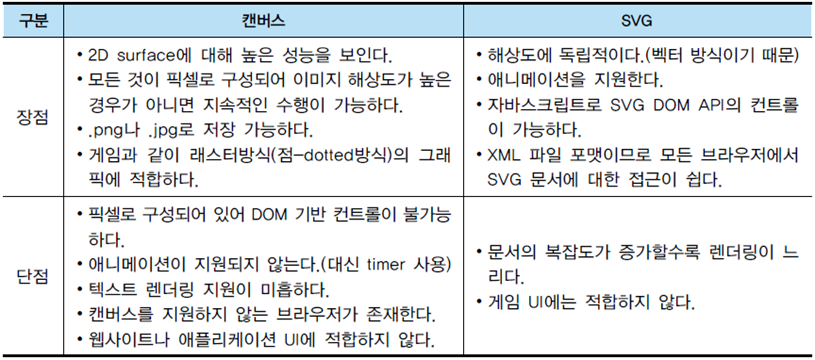 구분
캔버스
SVG
장점
• 2D surface에 대해 높은 성능을 보인다.
• 모든 것이 픽셀로 구성되어 이미지 해상도가 높은
경우가 아니면 지속적인 수행이 가능하다.
• .png나 .jpg로 저장 가능하다.
• 게임과 같이 래스터방식(점-dotted방식)의 그래
픽에 적합하다.
• 해상도에 독립적이다.(벡터 방식이기 때문)
• 애니메이션을 지원한다.
• 자바스크립트로 SVG DOM API의 컨트롤
이 가능하다.
• XML 파일 포맷이므로 모든 브라우저에서
SVG 문서에 대한 접근이 쉽다.
단점
• 픽셀로 구성되어 있어 DOM 기반 컨트롤이 불가능
하다.
• 애니메이션이 지원되지 않는다.(대신 timer 사용)
• 텍스트 렌더링 지원이 미흡하다.
• 캔버스를 지원하지 않는 브라우저가 존재한다.
• 웹사이트나 애플리케이션 UI에 적합하지 않다.
• 문서의 복잡도가 증가할수록 렌더링이 느
리다.
• 게임 UI에는 적합하지 않다.